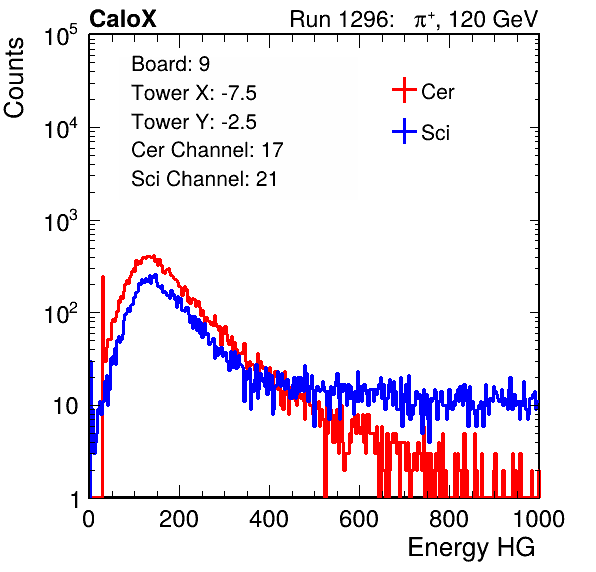 CaloX Run 1296: π⁺, 120 GeV
Counts
10⁵
10⁴
10³
10²
10
1
Board: 9
Tower X: -7.5
Tower Y: -2.5
Cer Channel: 17
Sci Channel: 21
Cer
Sci
0 200 400 600 800 1000
Energy HG